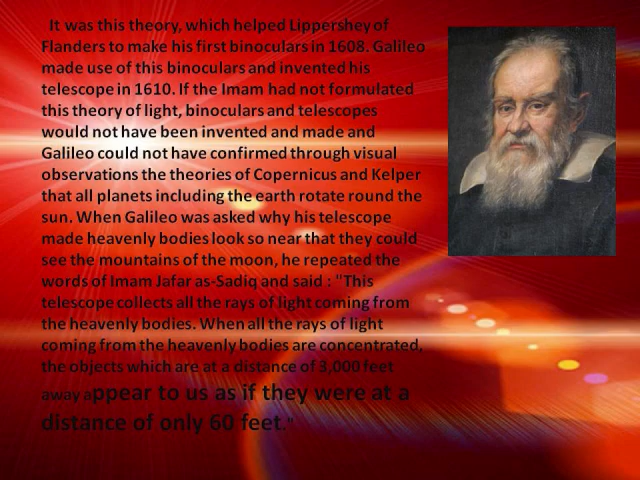 It was this theory, which helped Lippershey of
Flanders to make his first binoculars in 1608. Galileo
made use of this binoculars and invented his
telescope in 1610. If the Imam had not formulated
this theory of light, binoculars and telescopes
would not have been invented and made and
Galileo could not have confirmed through visual
observations the theories of Copernicus and Kelper
that all planets including the earth rotate round the
sun. When Galileo was asked why his telescope
made heavenly bodies look so near that they could
see the mountains of the moon, he repeated the
words of Imam Jafar as-Sadiq and said : "This
telescope collects all the rays of light coming from
the heavenly bodies. When all the rays of light
coming from the heavenly bodies are concentrated,
the objects which are at a distance of 3,000 feet
away appear to us as if they were at a
distance of only 60 feet."